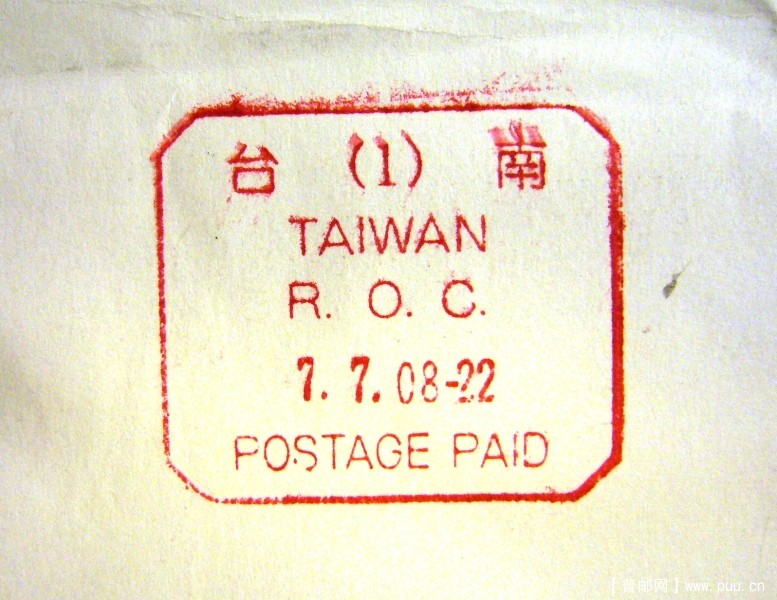 台 (1) 南
TAIWAN
R. O. C.
7. 7. 08-22
POSTAGE PAID
[普邮网] www.puu.cn